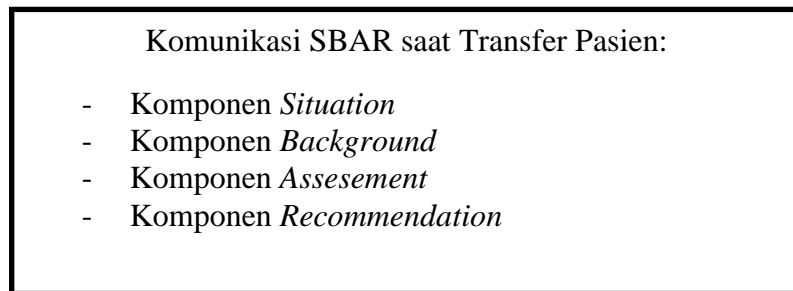 Komunikasi SBAR saat Transfer Pasien:
- Komponen Situation
- Komponen Background
- Komponen Assesement
- Komponen Recommendation